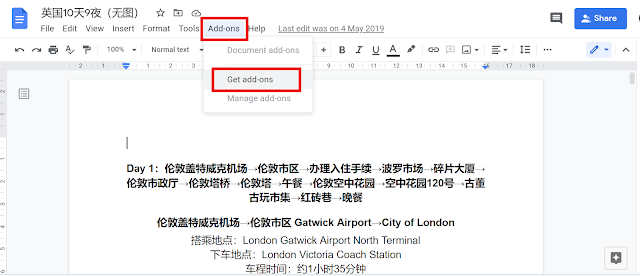 英国10天9夜（无图）
File Edit View Insert Format Tools Add-ons Help Last edit was on 4 May 2019
Share
100% Normal text B I U A
Document add-ons
Get add-ons
Manage add-ons
Day 1：伦敦盖特威克机场→伦敦市区→办理入住手续→波罗市场→碎片大厦→
伦敦市政厅→伦敦塔桥→伦敦塔→午餐→伦敦空中花园→空中花园120号→古董
古玩市集→红砖巷→晚餐
伦敦盖特威克机场→伦敦市区 Gatwick Airport→City of London
搭乘地点：London Gatwick Airport North Terminal
下车地点：London Victoria Coach Station
车程时间：约1小时35分钟